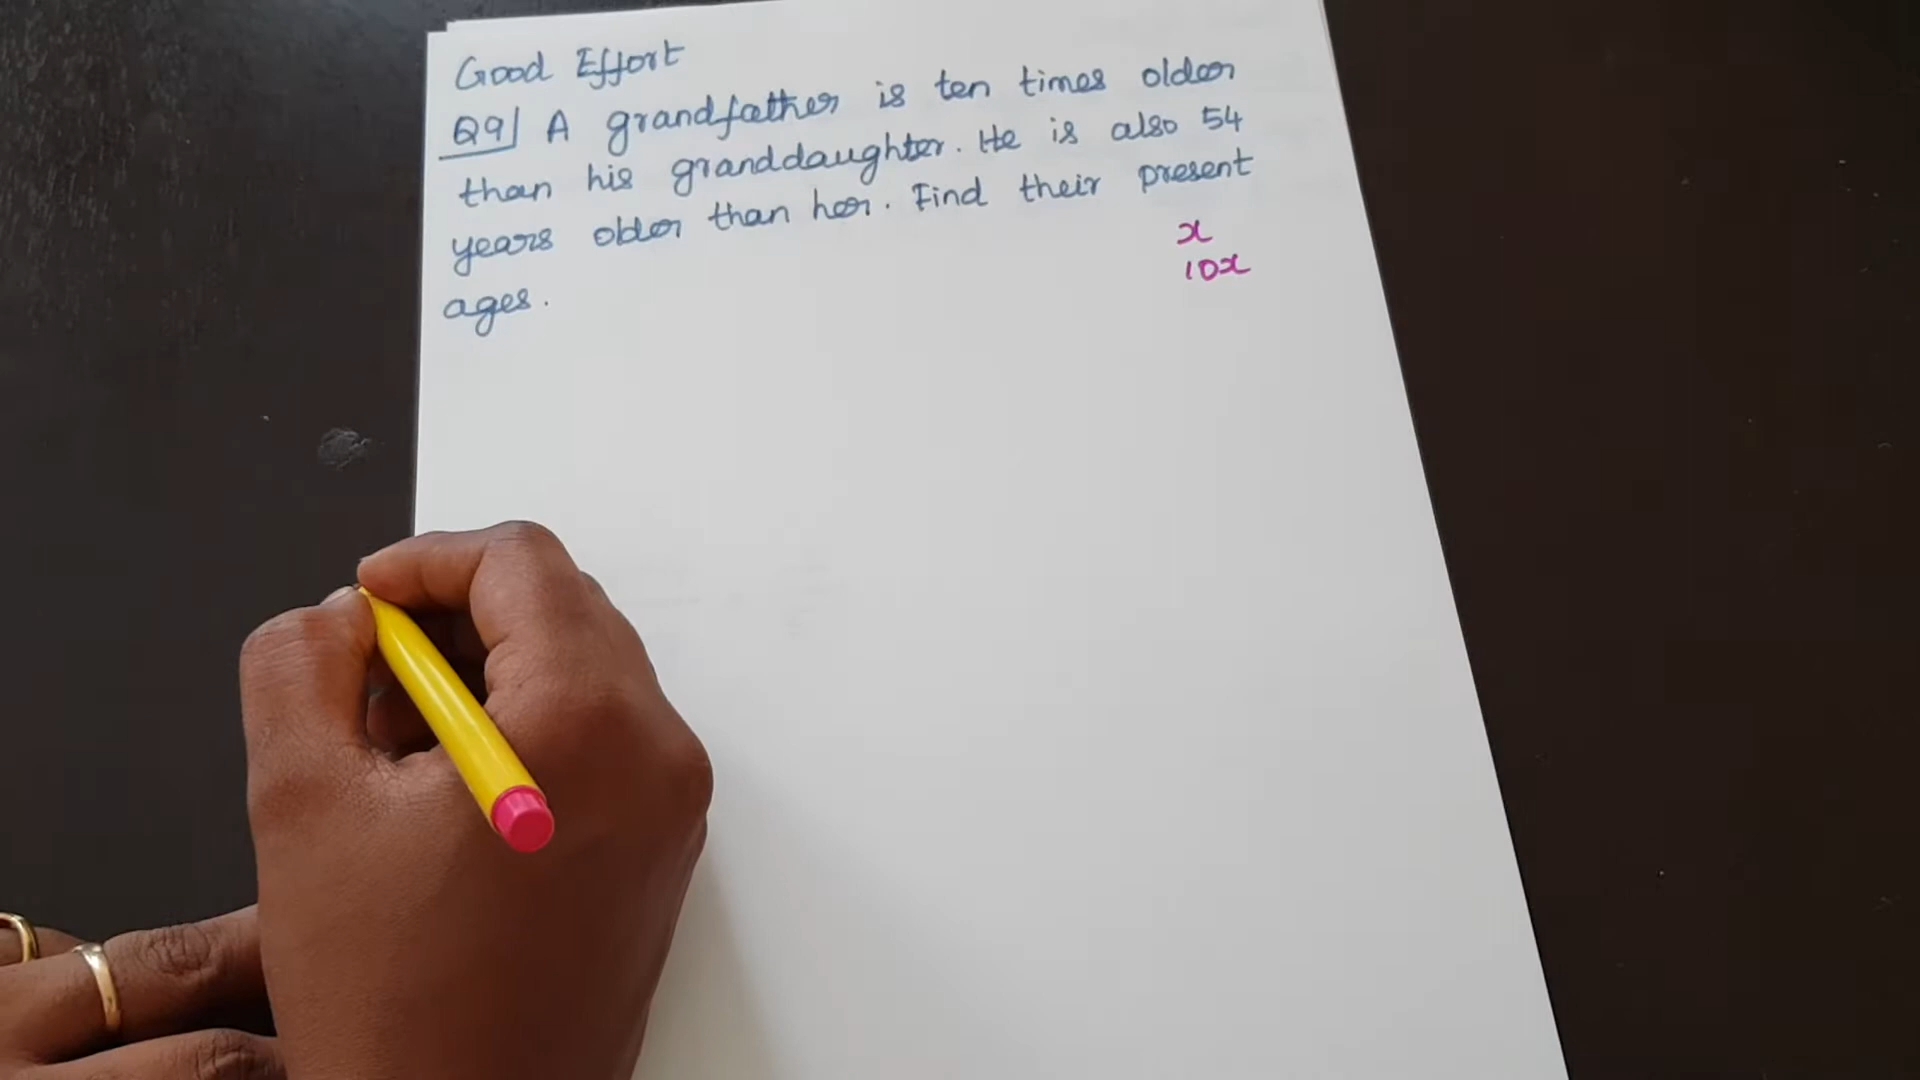 Good Effort
Q9| A grandfather is ten times older
than his granddaughter. He is also 54
years older than her. Find their present
ages.
x
10x